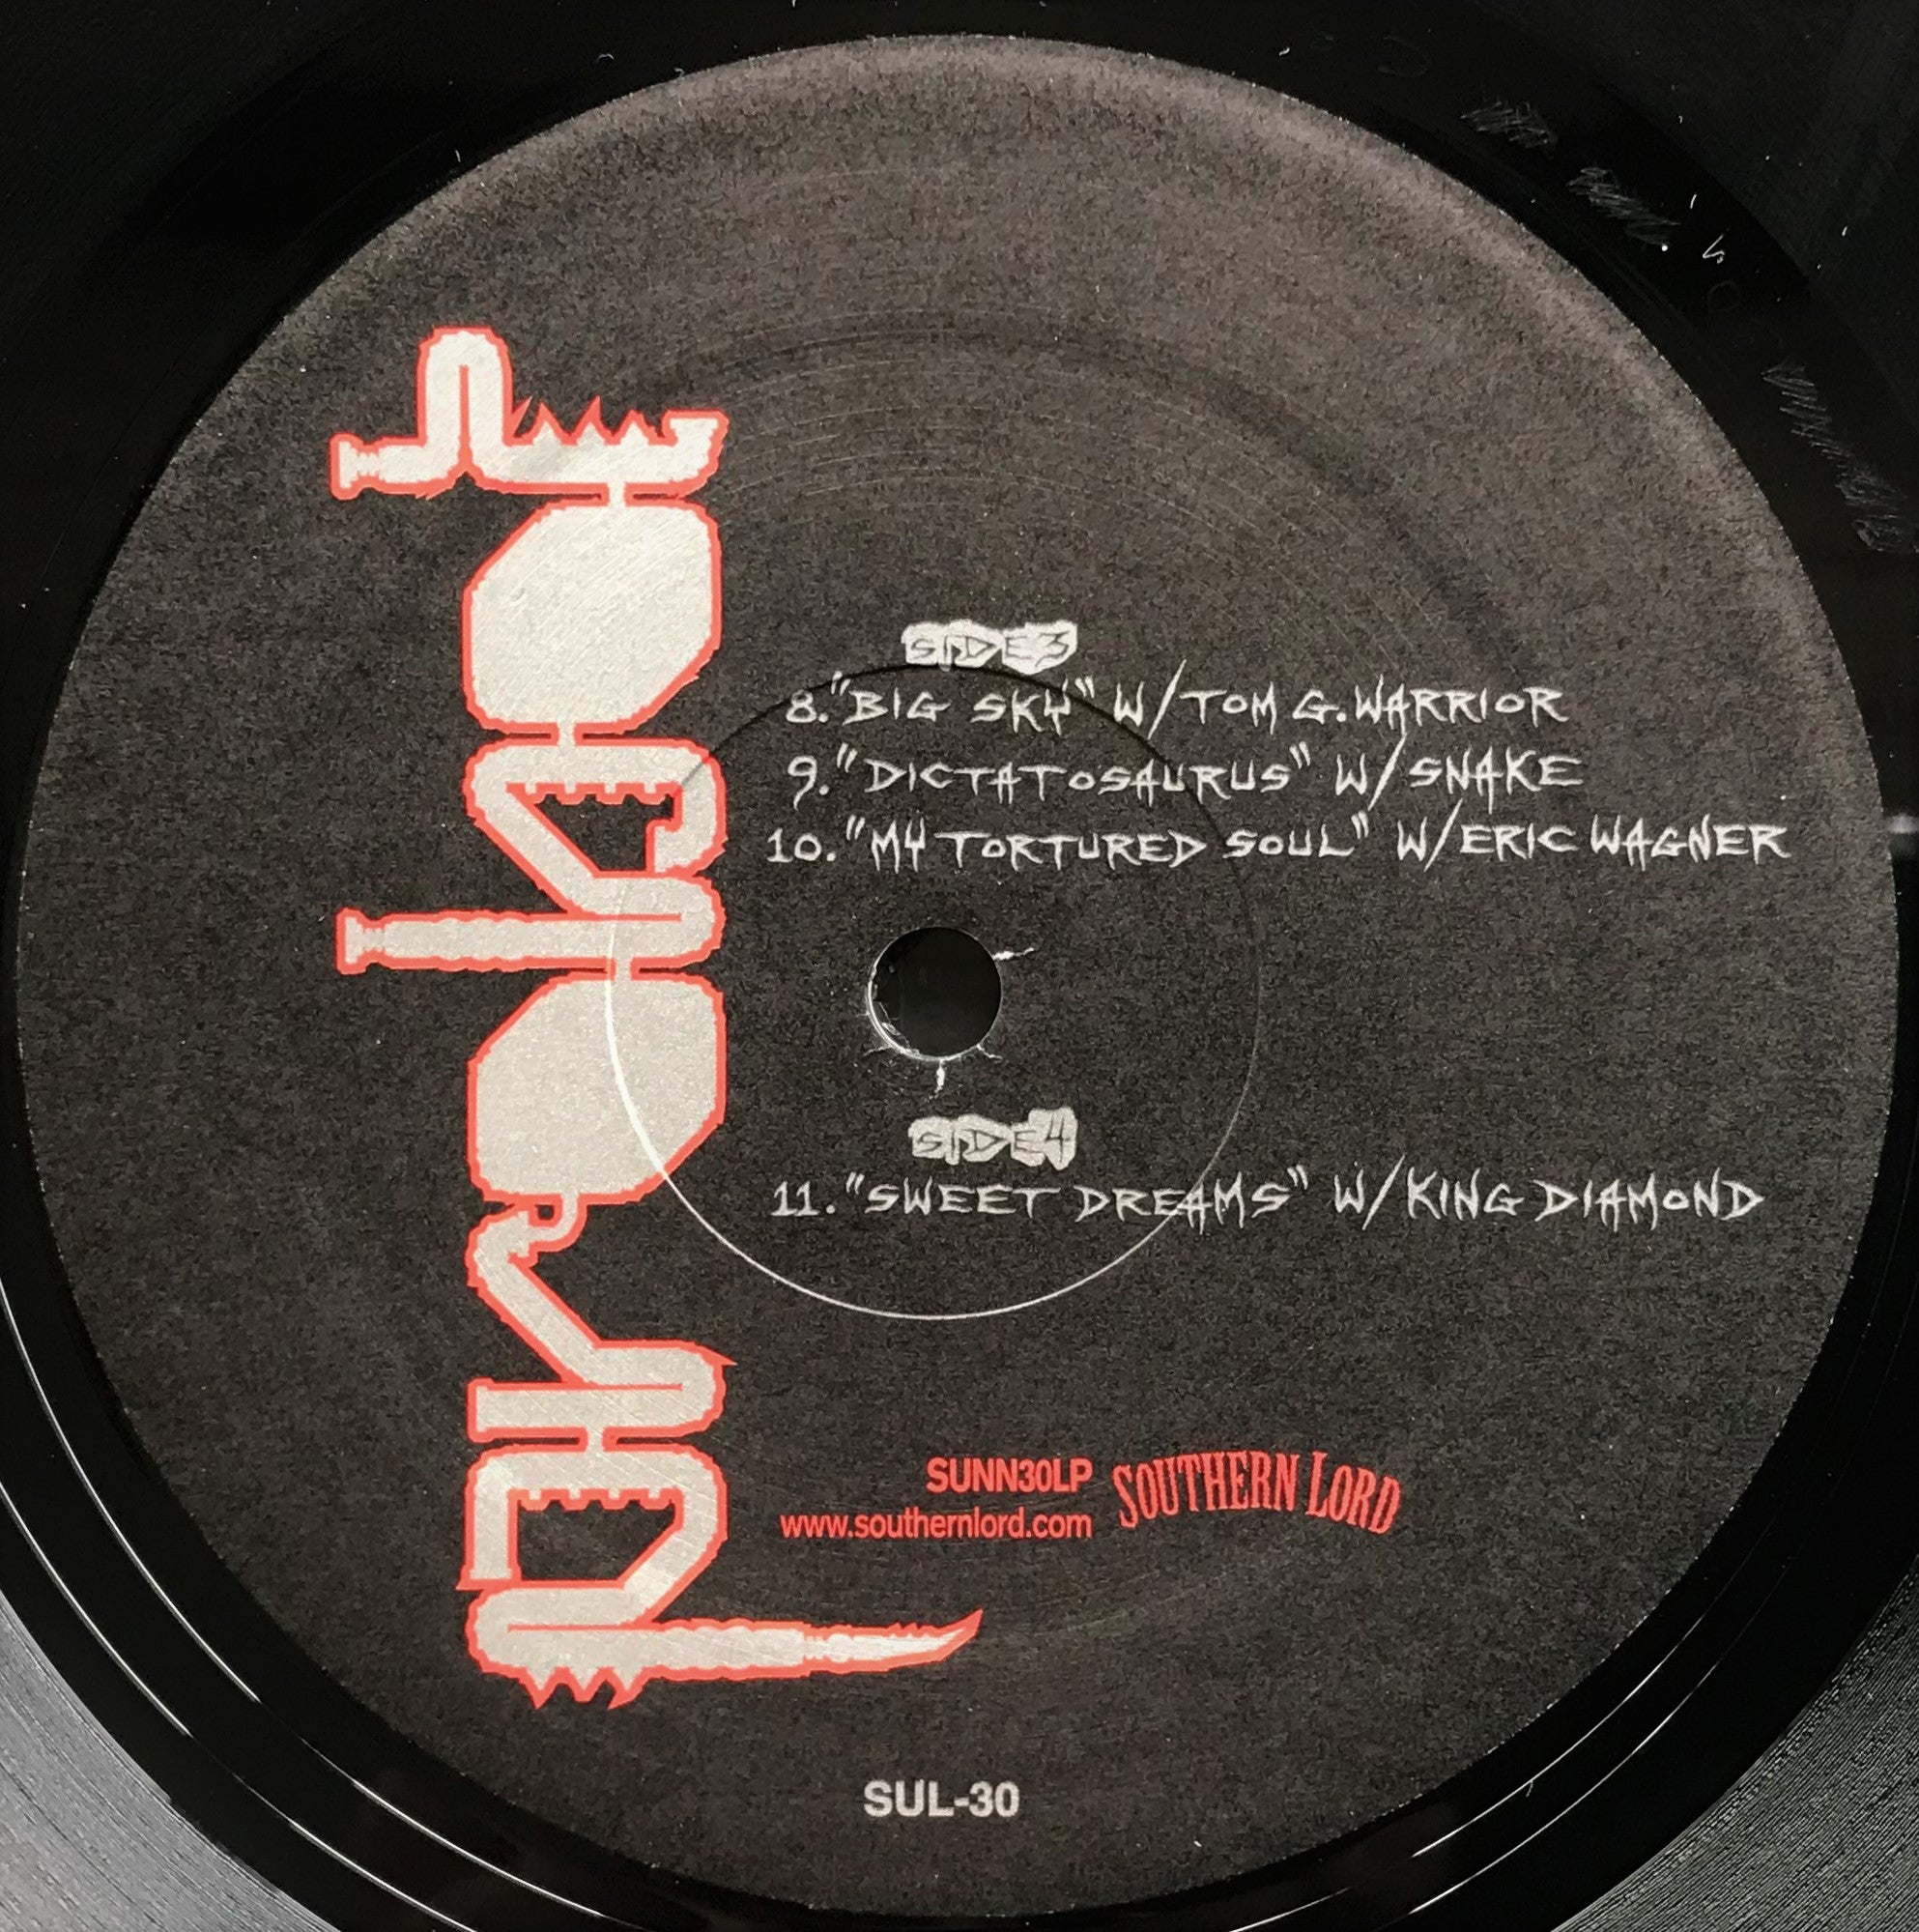 PROBOT
SIDE 3
8. "BIG SKY" W/TOM G. WARRIOR
9. "DICTATOSAURUS" W/SNAKE
10. "MY TORTURED SOUL" W/ERIC WAGNER
SIDE 4
11. "SWEET DREAMS" W/KING DIAMOND
SUNN30LP
www.southernlord.com
SOUTHERN LORD
SUL-30